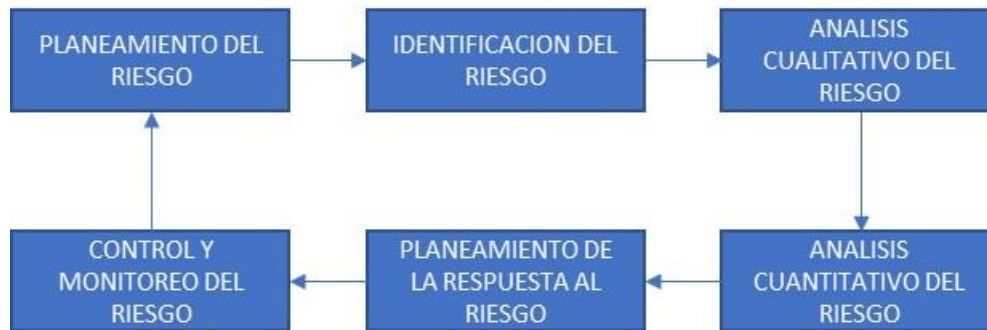 PLANEAMIENTO DEL
RIESGO
IDENTIFICACION DEL
RIESGO
ANALISIS
CUALITATIVO DEL
RIESGO
CONTROL Y
MONITOREO DEL
RIESGO
PLANEAMIENTO DE
LA RESPUESTA AL
RIESGO
ANALISIS
CUANTITATIVO DEL
RIESGO